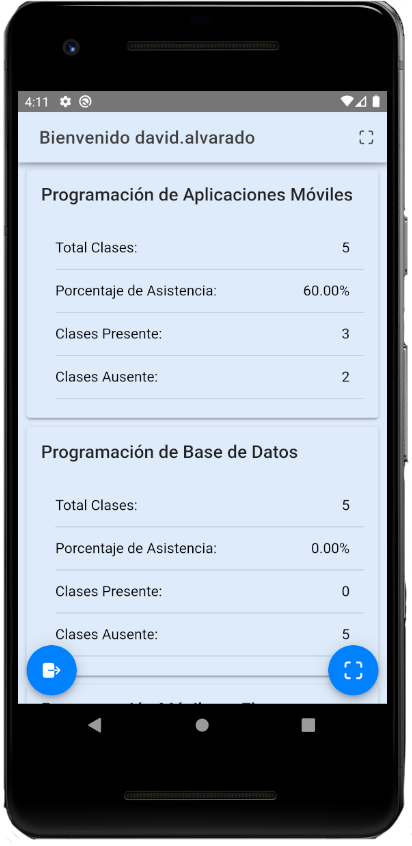 4:11
Bienvenido david.alvarado
Programación de Aplicaciones Móviles
Total Clases: 5
Porcentaje de Asistencia: 60.00%
Clases Presente: 3
Clases Ausente: 2
Programación de Base de Datos
Total Clases: 5
Porcentaje de Asistencia: 0.00%
Clases Presente: 0
Clases Ausente: 5